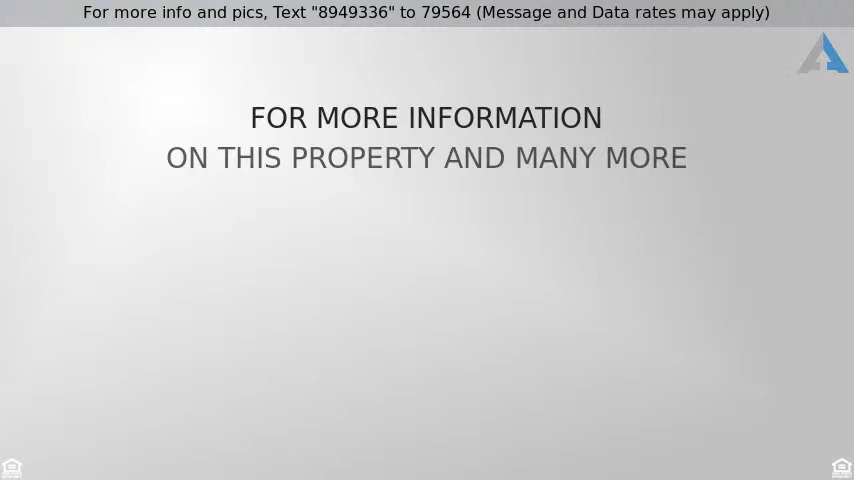 For more info and pics, Text "8949336" to 79564 (Message and Data rates may apply)
FOR MORE INFORMATION
ON THIS PROPERTY AND MANY MORE